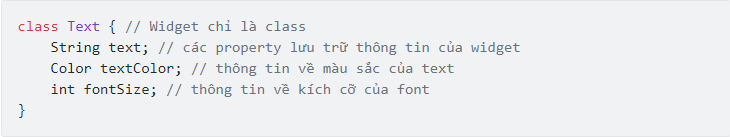 class Text { // Widget chỉ là class
    String text; // các property lưu trữ thông tin của widget
    Color textColor; // thông tin về màu sắc của text
    int fontSize; // thông tin về kích cỡ của font
}